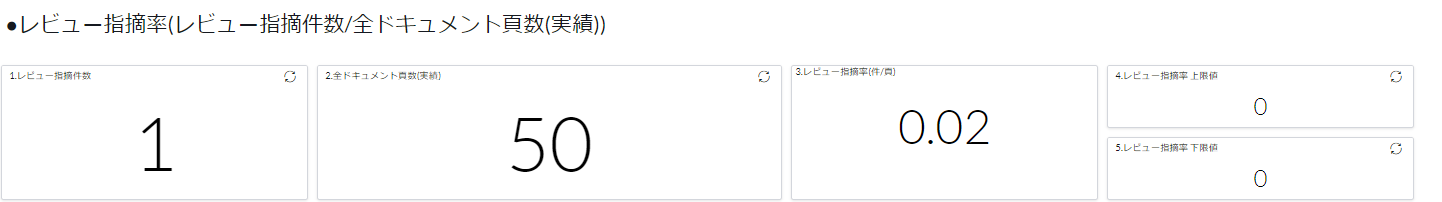 ●レビュー指摘率(レビュー指摘件数/全ドキュメント頁数(実績))
1.レビュー指摘件数
1
2.全ドキュメント頁数(実績)
50
3.レビュー指摘率(件/頁)
0.02
4.レビュー指摘率 上限値
0
5.レビュー指摘率 下限値
0